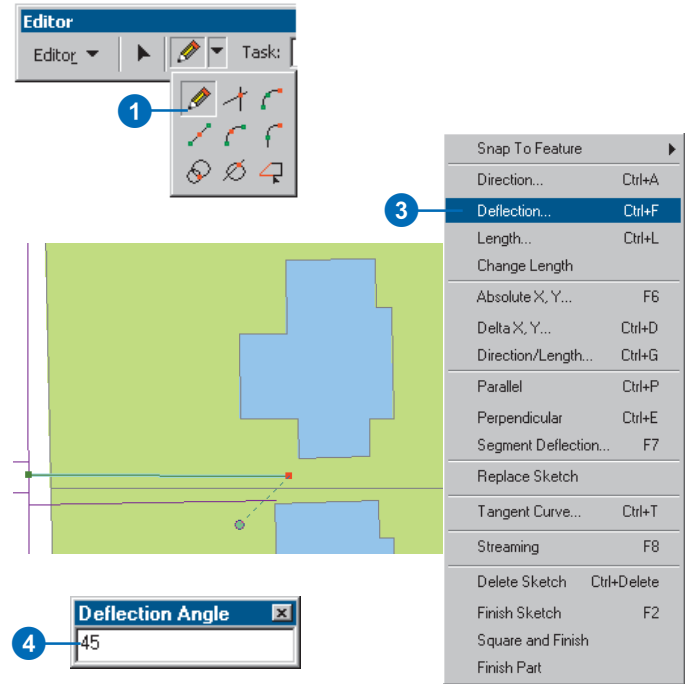 Editor
Editor Task:
1
Snap To Feature
Direction... Ctrl+A
3
Deflection... Ctrl+F
Length... Ctrl+L
Change Length
Absolute X, Y... F6
Delta X, Y... Ctrl+D
Direction/Length... Ctrl+G
Parallel Ctrl+P
Perpendicular Ctrl+E
Segment Deflection... F7
Replace Sketch
Tangent Curve... Ctrl+T
Streaming F8
Delete Sketch Ctrl+Delete
Finish Sketch F2
Square and Finish
Finish Part
Deflection Angle
4
45